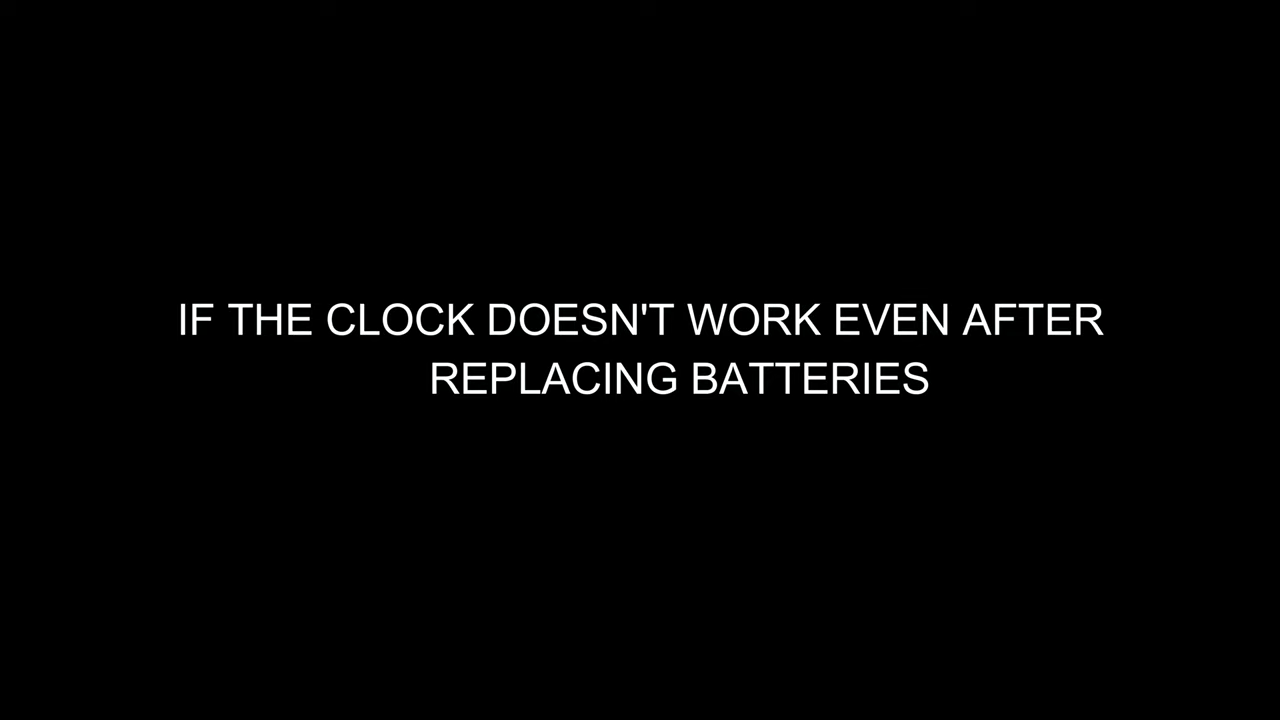 IF THE CLOCK DOESN'T WORK EVEN AFTER
REPLACING BATTERIES